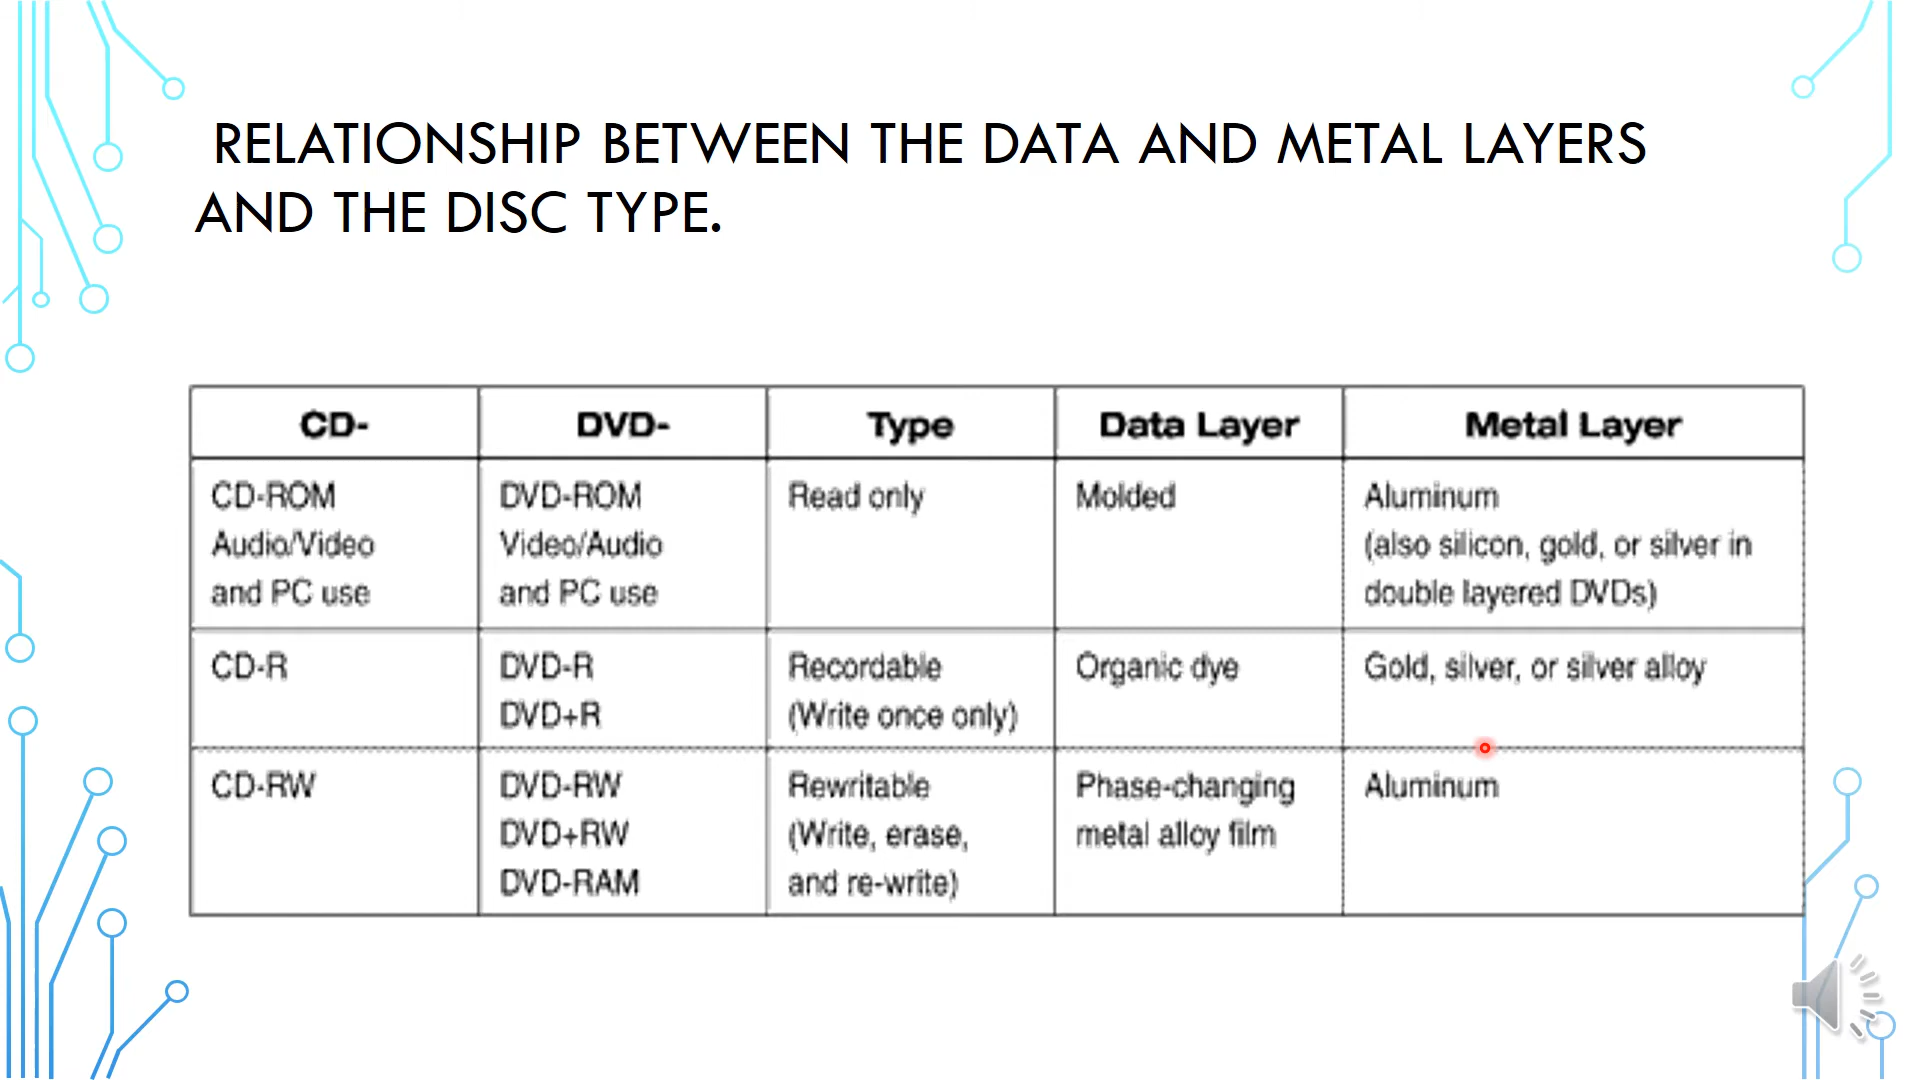 RELATIONSHIP BETWEEN THE DATA AND METAL LAYERS
AND THE DISC TYPE.
CD-
DVD-
Type
Data Layer
Metal Layer
CD-ROM
Audio/Video
and PC use
DVD-ROM
Video/Audio
and PC use
Read only
Molded
Aluminum
(also silicon, gold, or silver in
double layered DVDs)
CD-R
DVD-R
DVD+R
Recordable
(Write once only)
Organic dye
Gold, silver, or silver alloy
CD-RW
DVD-RW
DVD+RW
DVD-RAM
Rewritable
(Write, erase,
and re-write)
Phase-changing
metal alloy film
Aluminum